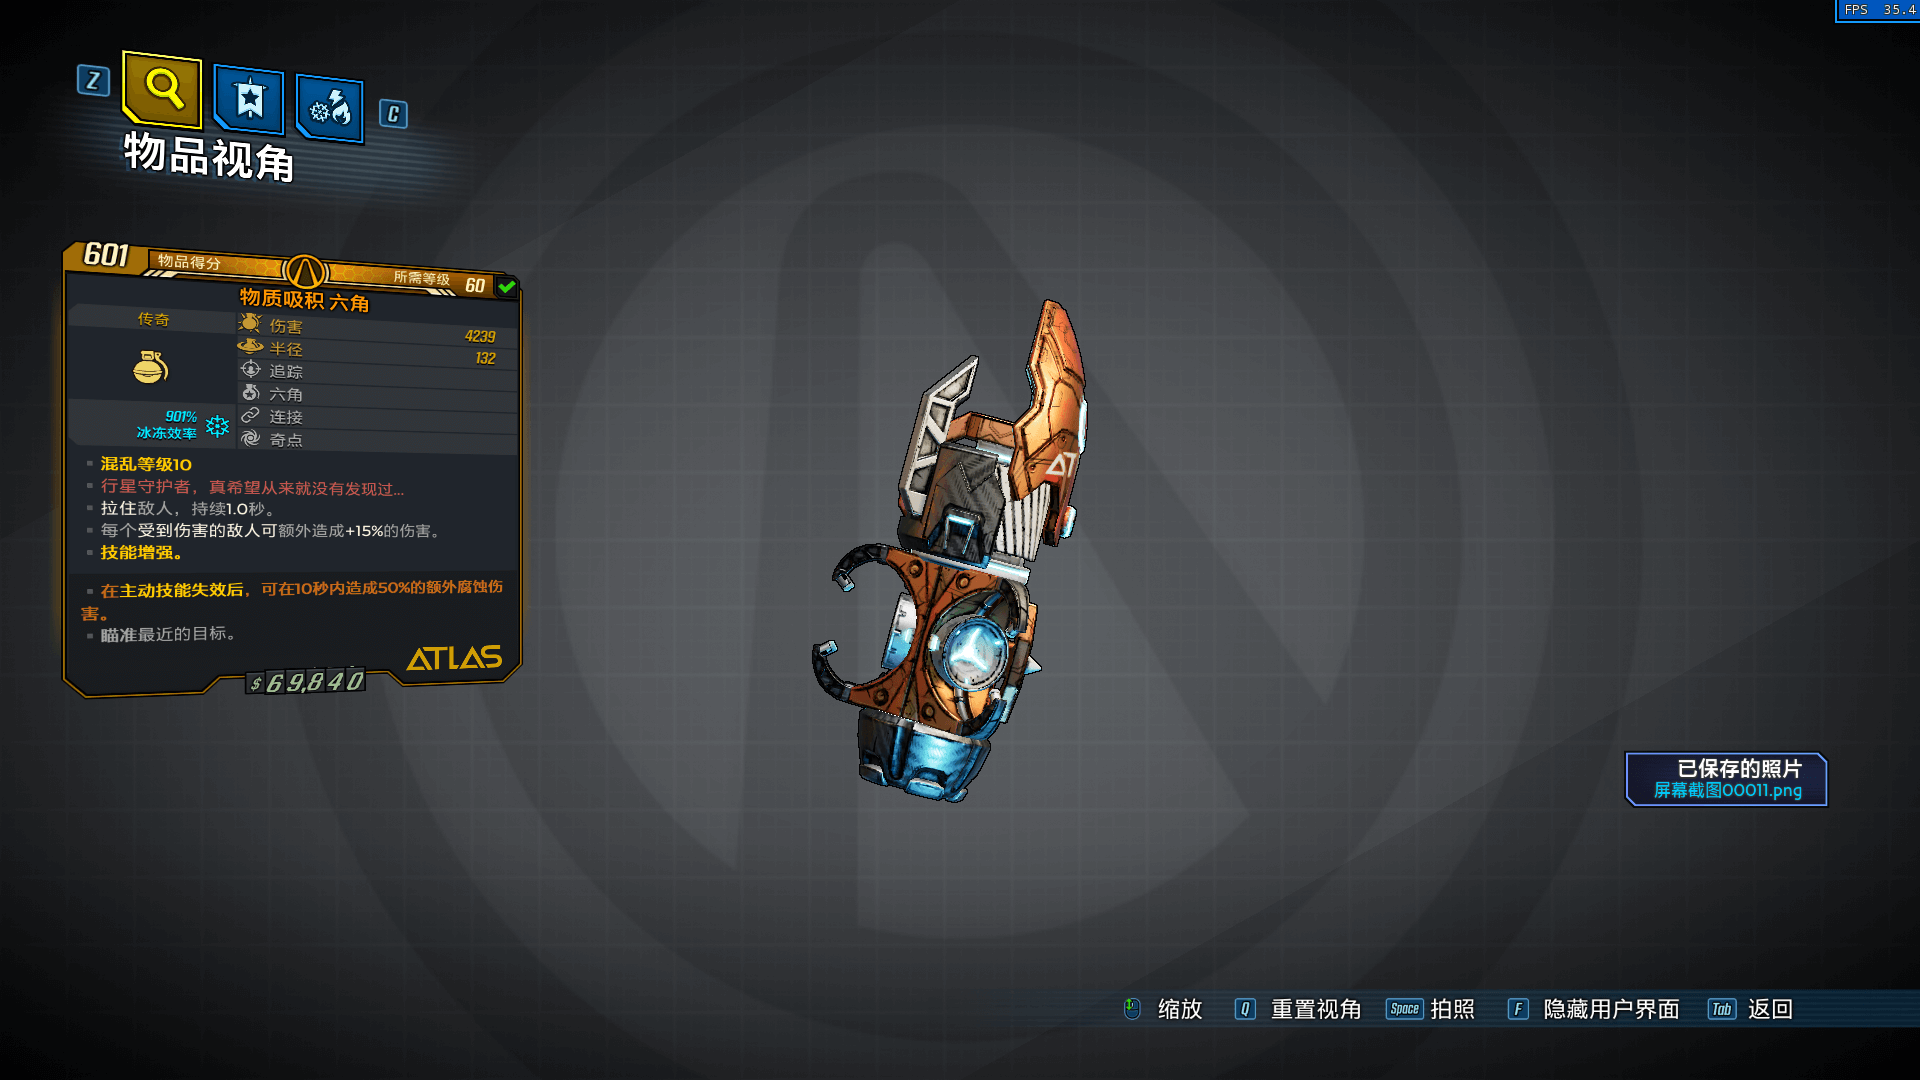 FPS 35.4
Z
C
物品视角
601 物品得分 所需等级 60
物质吸积 六角
传奇
伤害 4239
半径 132
追踪
六角
连接
奇点
901%
冰冻效率
混乱等级10
行星守护者，真希望从来就没有发现过...
拉住敌人，持续1.0秒。
每个受到伤害的敌人可额外造成+15%的伤害。
技能增强。
在主动技能失效后，可在10秒内造成50%的额外腐蚀伤
害。
瞄准最近的目标。
ATLAS
$69,840
AT
已保存的照片
屏幕截图00011.png
缩放 Q 重置视角 Space 拍照 F 隐藏用户界面 Tab 返回